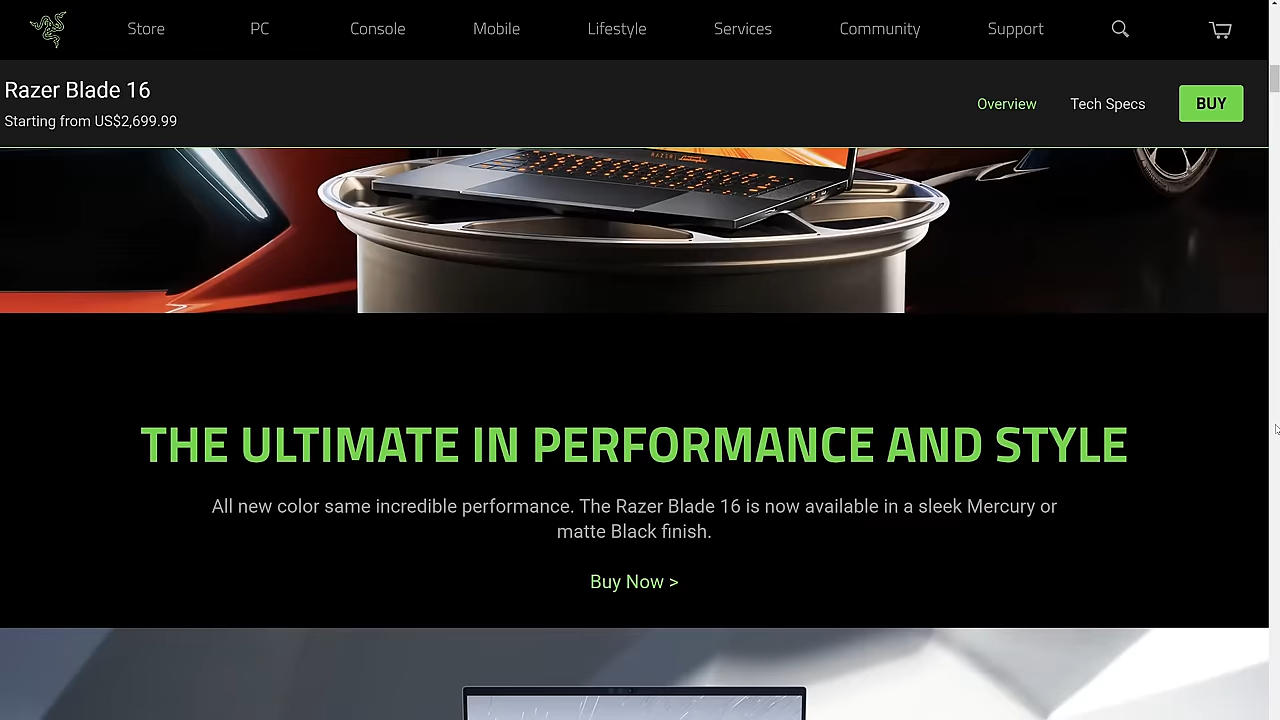 Store PC Console Mobile Lifestyle Services Community Support
Razer Blade 16
Starting from US$2,699.99
Overview Tech Specs BUY
RAZER
THE ULTIMATE IN PERFORMANCE AND STYLE
All new color same incredible performance. The Razer Blade 16 is now available in a sleek Mercury or
matte Black finish.
Buy Now >